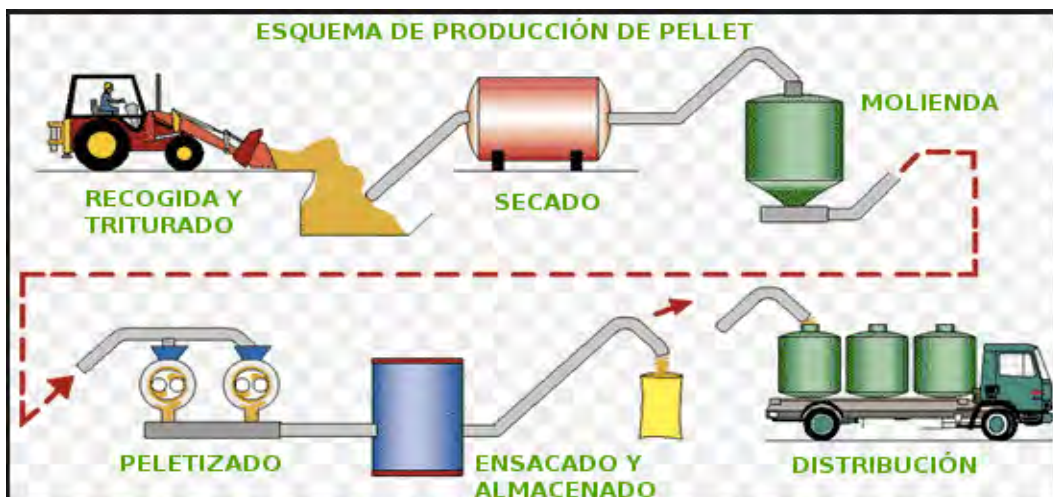 ESQUEMA DE PRODUCCIÓN DE PELLET
MOLIENDA
RECOGIDA Y
TRITURADO
SECADO
PELETIZADO
ENSACADO Y
ALMACENADO
DISTRIBUCIÓN